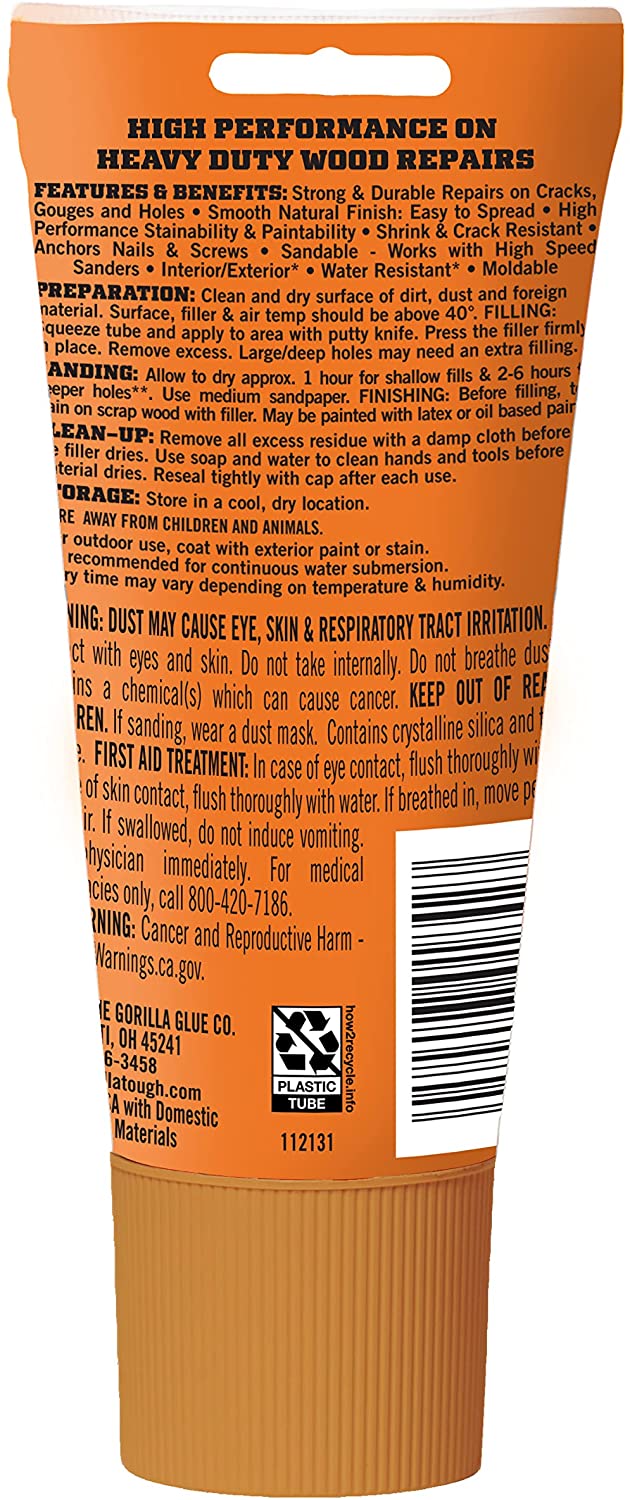 HIGH PERFORMANCE ON
HEAVY DUTY WOOD REPAIRS
FEATURES & BENEFITS: Strong & Durable Repairs on Cracks,
Gouges and Holes • Smooth Natural Finish: Easy to Spread • High
Performance Stainability & Paintability • Shrink & Crack Resistant •
Anchors Nails & Screws • Sandable - Works with High Speed
Sanders • Interior/Exterior* • Water Resistant* • Moldable
PREPARATION: Clean and dry surface of dirt, dust and foreign
material. Surface, filler & air temp should be above 40°. FILLING:
queeze tube and apply to area with putty knife. Press the filler firmly
n place. Remove excess. Large/deep holes may need an extra filling.
ANDING: Allow to dry approx. 1 hour for shallow fills & 2-6 hours
eeper holes**. Use medium sandpaper. FINISHING: Before filling, t
ain on scrap wood with filler. May be painted with latex or oil based pain
LEAN-UP: Remove all excess residue with a damp cloth before
e filler dries. Use soap and water to clean hands and tools before
terial dries. Reseal tightly with cap after each use.
ORAGE: Store in a cool, dry location.
RE AWAY FROM CHILDREN AND ANIMALS.
r outdoor use, coat with exterior paint or stain.
recommended for continuous water submersion.
ry time may vary depending on temperature & humidity.
NING: DUST MAY CAUSE EYE, SKIN & RESPIRATORY TRACT IRRITATION.
ct with eyes and skin. Do not take internally. Do not breathe dus
ins a chemical(s) which can cause cancer. KEEP OUT OF REA
REN. If sanding, wear a dust mask. Contains crystalline silica and
e. FIRST AID TREATMENT: In case of eye contact, flush thoroughly wi
e of skin contact, flush thoroughly with water. If breathed in, move pe
ir. If swallowed, do not induce vomiting.
hysician immediately. For medical
ncies only, call 800-420-7186.
RNING: Cancer and Reproductive Harm -
Warnings.ca.gov.
HE GORILLA GLUE CO.
TI, OH 45241
6-3458
latough.com
SA with Domestic
Materials
PLASTIC
TUBE
how2recycle.info
112131